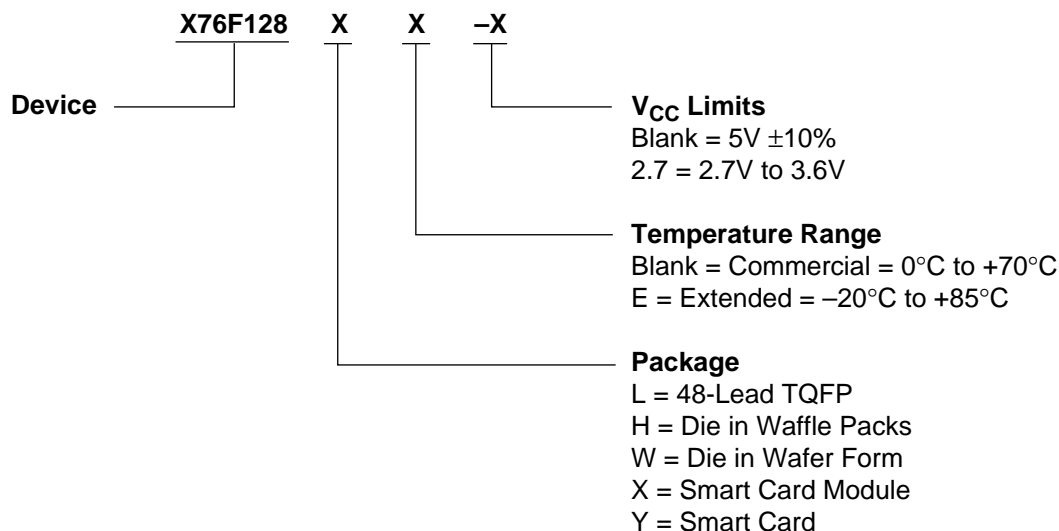 X76F128 X X –X
Device
VCC Limits
Blank = 5V ±10%
2.7 = 2.7V to 3.6V
Temperature Range
Blank = Commercial = 0°C to +70°C
E = Extended = –20°C to +85°C
Package
L = 48-Lead TQFP
H = Die in Waffle Packs
W = Die in Wafer Form
X = Smart Card Module
Y = Smart Card